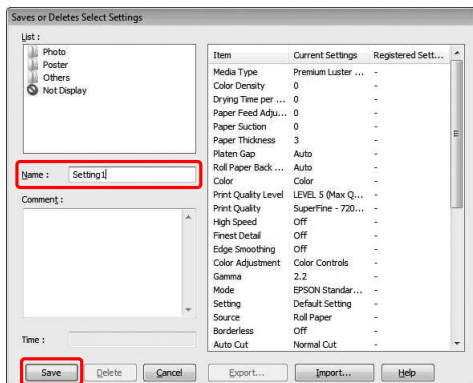 Saves or Deletes Select Settings
List :
Photo
Poster
Others
Not Display
Name : Setting1
Comment :
Time :
Item Current Settings Registered Sett...
Media Type Premium Luster ... -
Color Density 0 -
Drying Time per ... 0 -
Paper Feed Adju... 0 -
Paper Suction 0 -
Paper Thickness 3 -
Platen Gap Auto -
Roll Paper Back ... Auto -
Color Color -
Print Quality Level LEVEL 5 (Max Q... -
Print Quality SuperFine - 720... -
High Speed Off -
Finest Detail Off -
Edge Smoothing Off -
Color Adjustment Color Controls -
Gamma 2.2 -
Mode EPSON Standar... -
Setting Default Setting -
Source Roll Paper -
Borderless Off -
Auto Cut Normal Cut -
Save Delete Cancel Export... Import... Help